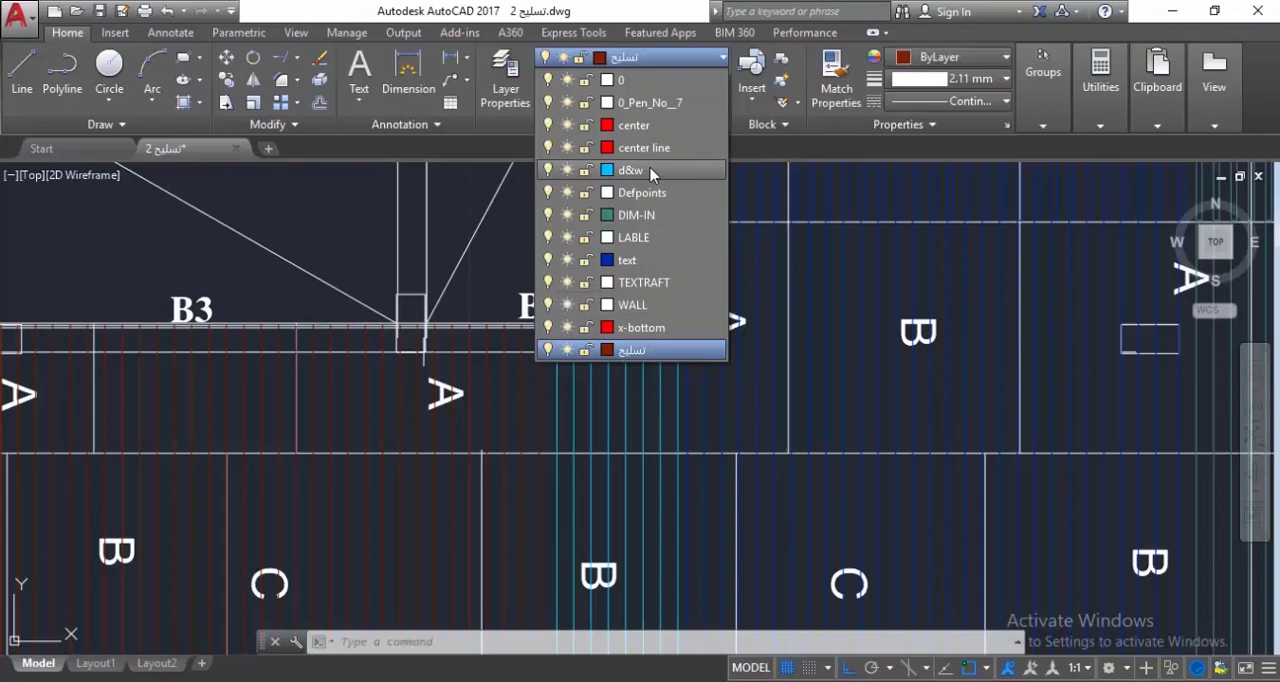 Autodesk AutoCAD 2017 تسليح 2.dwg
Type a keyword or phrase
Sign In
Home Insert Annotate Parametric View Manage Output Add-ins A360 Express Tools Featured Apps BIM 360 Performance
Line Polyline Circle Arc
Text Dimension
Layer Properties
Insert
Match Properties
ByLayer
2.11 mm
Contin...
Groups Utilities Clipboard View
Draw Modify Annotation Block Properties
Start
تسليح 2*
[−][Top][2D Wireframe]
تسليح
0
0_Pen_No__7
center
center line
d&w
Defpoints
DIM-IN
LABLE
text
TEXTRAFT
WALL
x-bottom
تسليح
N
W TOP E
S
WCS
B3
B
A
B
A
A
A
B
C
B
C
B
Y
X
Activate Windows
to Settings to activate Windows.
Type a command
Model Layout1 Layout2
MODEL
1:1